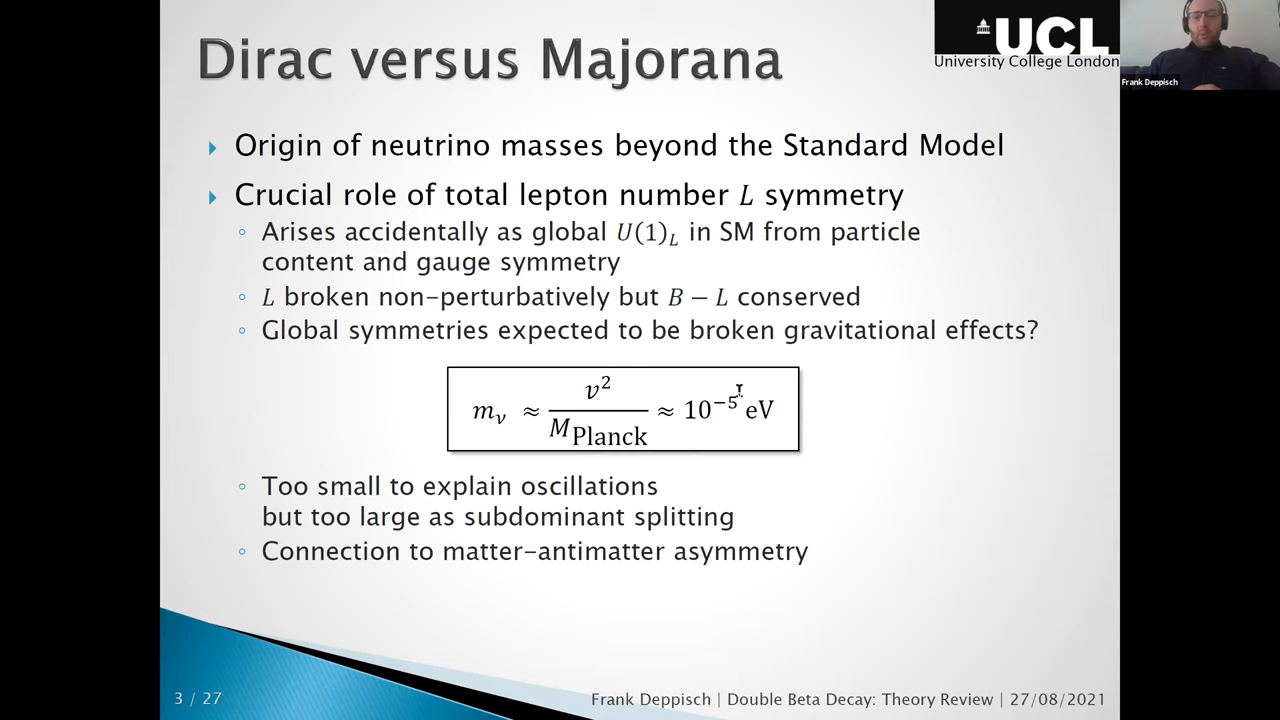 Dirac versus Majorana
UCL
University College London
Frank Deppisch
Origin of neutrino masses beyond the Standard Model
Crucial role of total lepton number L symmetry
Arises accidentally as global U(1)_L in SM from particle
content and gauge symmetry
L broken non-perturbatively but B − L conserved
Global symmetries expected to be broken gravitational effects?
m_ν ≈ v²/M_Planck ≈ 10⁻⁵ eV
Too small to explain oscillations
but too large as subdominant splitting
Connection to matter-antimatter asymmetry
3 / 27
Frank Deppisch | Double Beta Decay: Theory Review | 27/08/2021